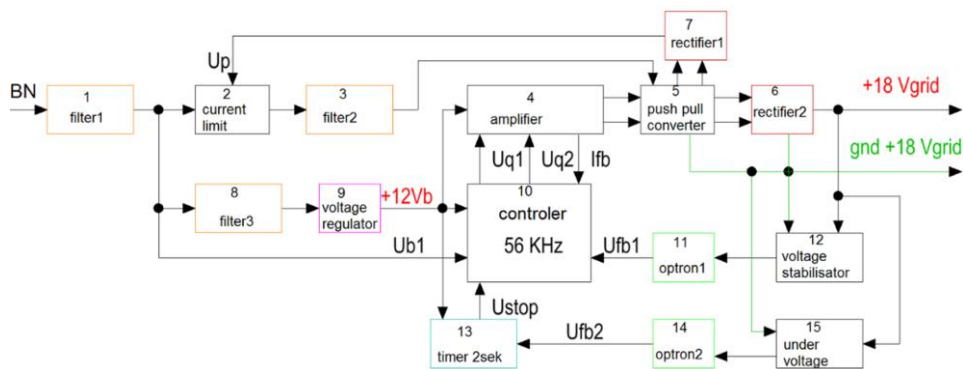 7
rectifier1
Up
BN
1
filter1
2
current
limit
3
filter2
4
amplifier
5
push pull
converter
6
rectifier2
+18 Vgrid
gnd +18 Vgrid
Uq1
Uq2
Ifb
8
filter3
9
voltage
regulator
+12Vb
10
controler
56 KHz
Ub1
Ufb1
11
optron1
12
voltage
stabilisator
Ustop
13
timer 2sek
Ufb2
14
optron2
15
under
voltage